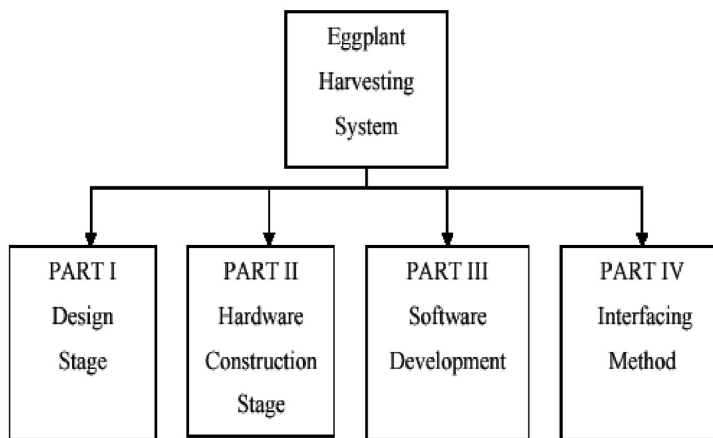 Eggplant
Harvesting
System
PART I
Design
Stage
PART II
Hardware
Construction
Stage
PART III
Software
Development
PART IV
Interfacing
Method